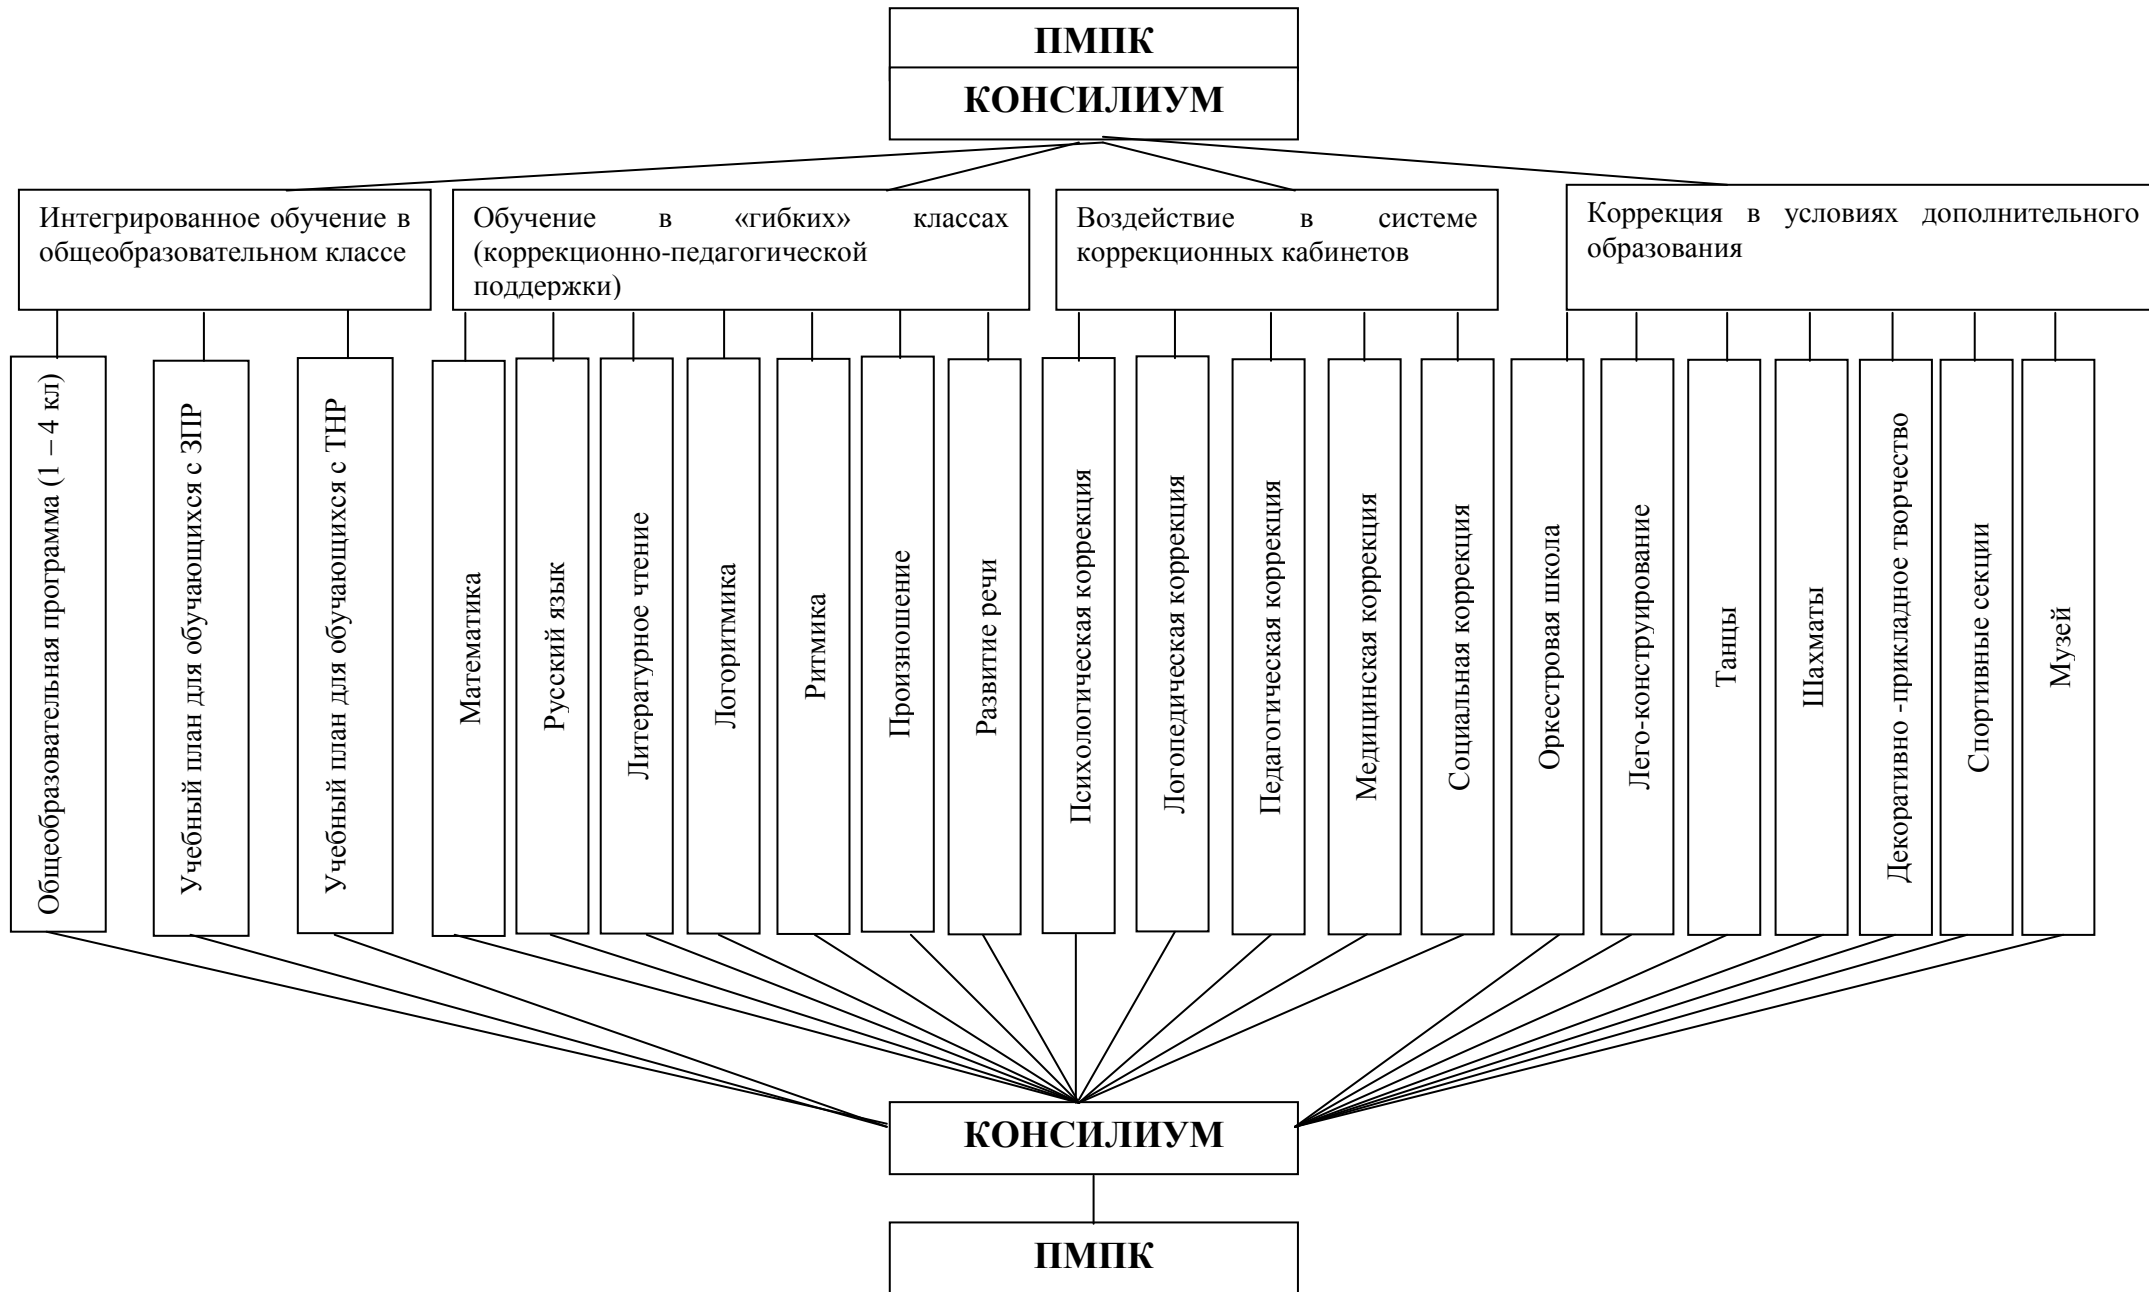 ПМПК
КОНСИЛИУМ
Интегрированное обучение в
общеобразовательном классе
Обучение в «гибких» классах
(коррекционно-педагогической
поддержки)
Воздействие в системе
коррекционных кабинетов
Коррекция в условиях дополнительного
образования
Общеобразовательная программа (1 – 4 кл)
Учебный план для обучающихся с ЗПР
Учебный план для обучающихся с ТНР
Математика
Русский язык
Литературное чтение
Логоритмика
Ритмика
Произношение
Развитие речи
Психологическая коррекция
Логопедическая коррекция
Педагогическая коррекция
Медицинская коррекция
Социальная коррекция
Оркестровая школа
Лего-конструирование
Танцы
Шахматы
Декоративно -прикладное творчество
Спортивные секции
Музей
КОНСИЛИУМ
ПМПК